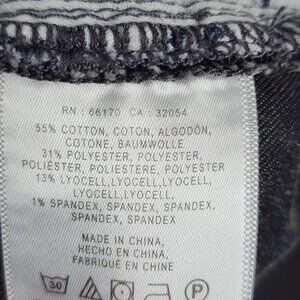 RN : 66170 CA : 32054
55% COTTON, COTON, ALGODÓN,
COTONE, BAUMWOLLE
31% POLYESTER, POLYESTER,
POLIÉSTER, POLIESTERE, POLYESTER
13% LYOCELL, LYOCELL, LYOCELL,
LYOCELL, LYOCELL
1% SPANDEX, SPANDEX, SPANDEX,
SPANDEX, SPANDEX
MADE IN CHINA,
HECHO EN CHINA,
FABRIQUÉ EN CHINE
30 P